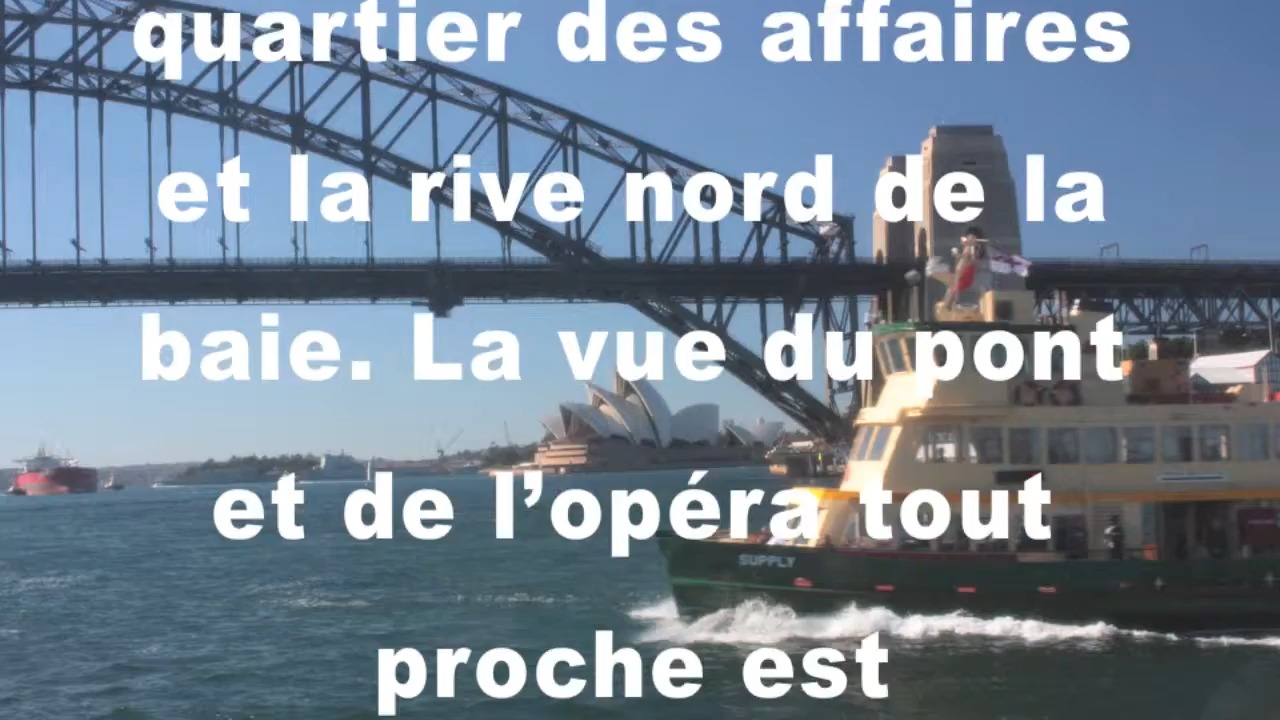 quartier des affaires
et la rive nord de la
baie. La vue du pont
et de l’opéra tout
SUPPLY
proche est